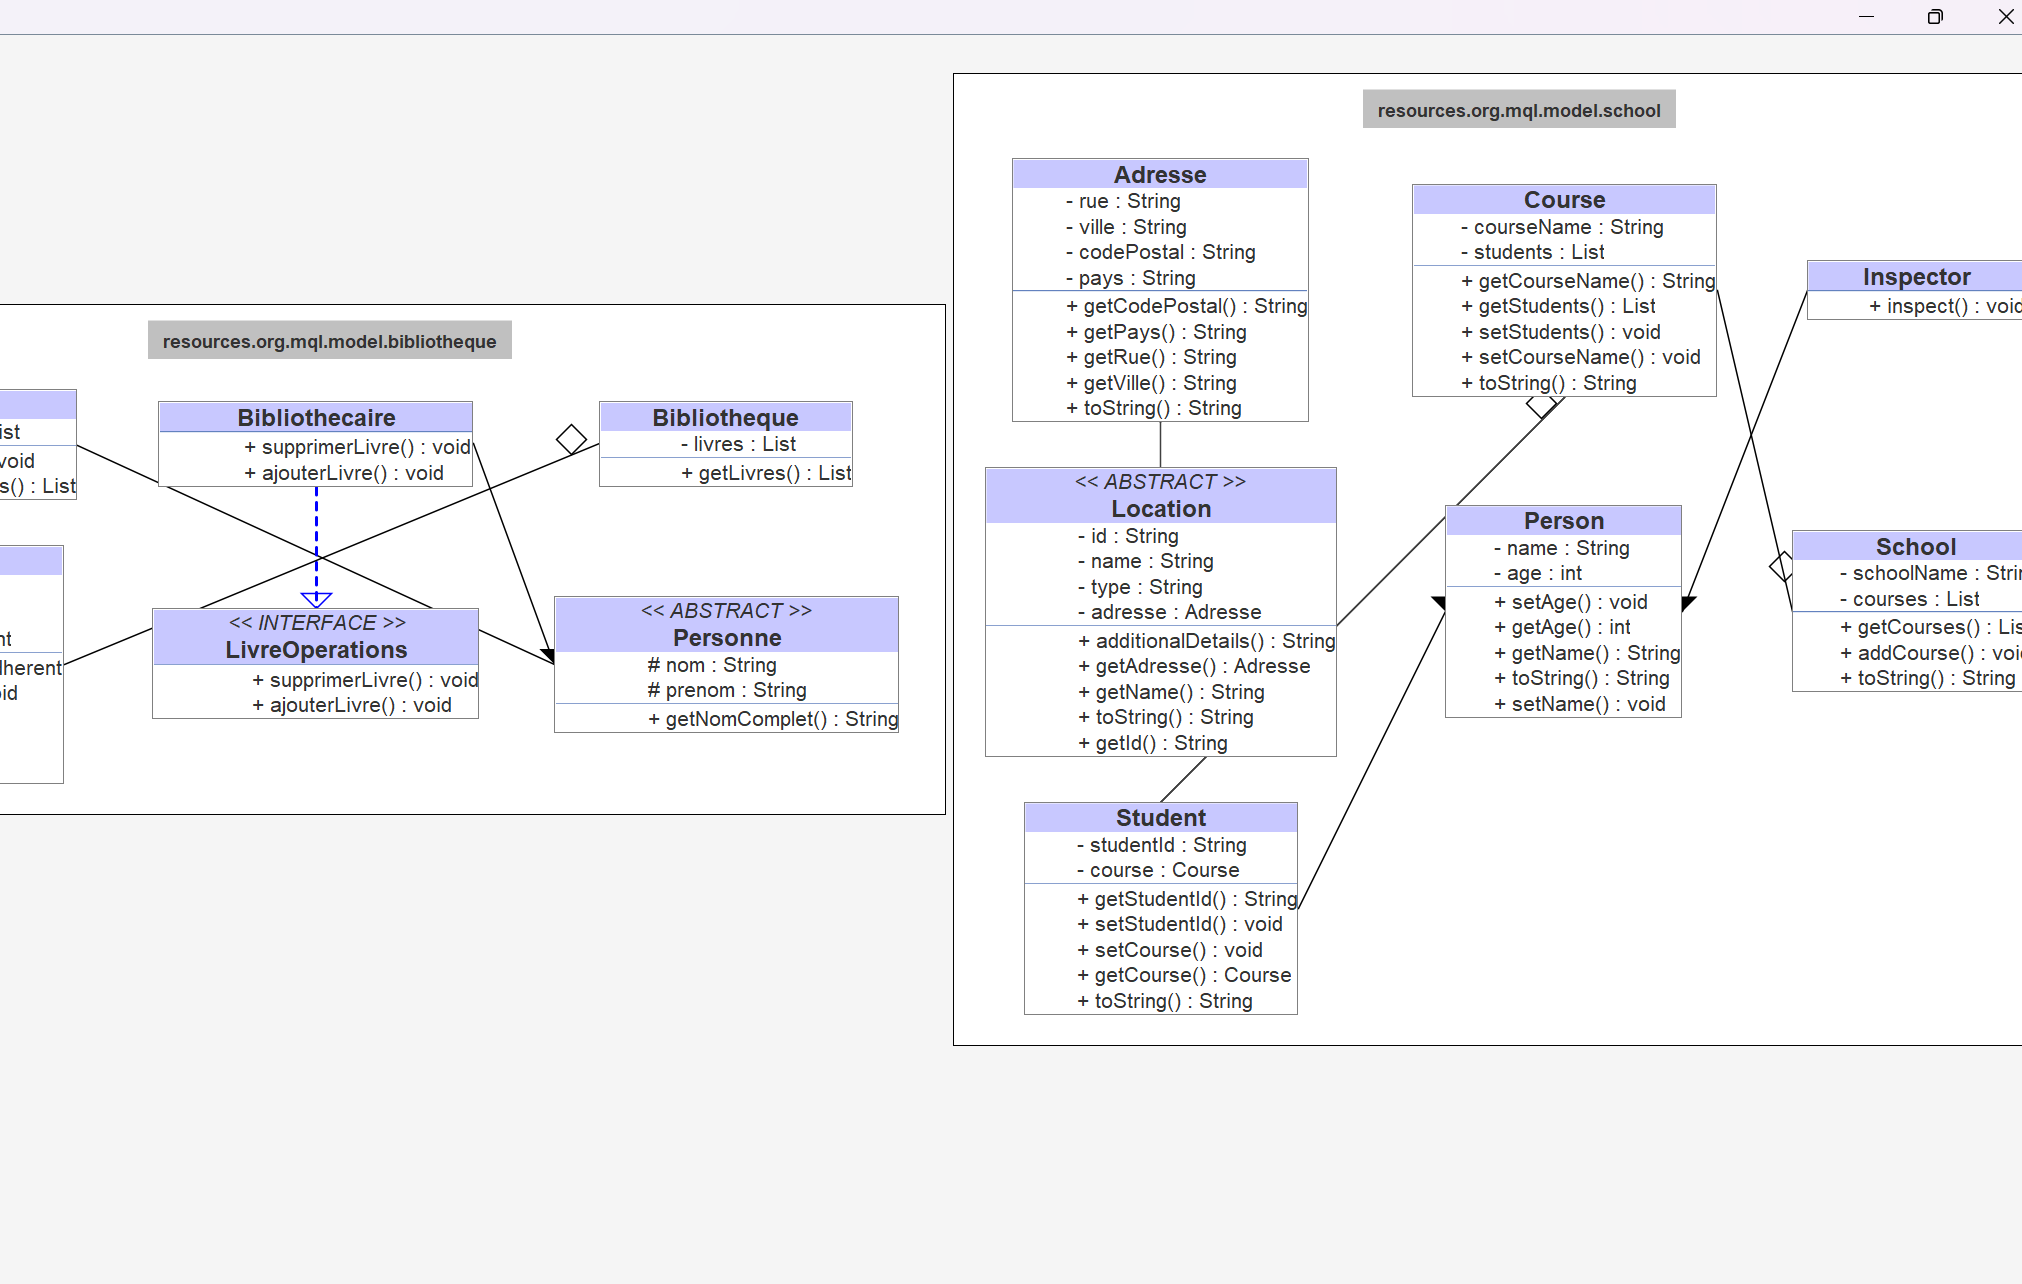 resources.org.mql.model.bibliotheque
ist
void
s() : List
nt
dherent
id
Bibliothecaire
+ supprimerLivre() : void
+ ajouterLivre() : void
Bibliotheque
- livres : List
+ getLivres() : List
<< INTERFACE >>
LivreOperations
+ supprimerLivre() : void
+ ajouterLivre() : void
<< ABSTRACT >>
Personne
# nom : String
# prenom : String
+ getNomComplet() : String
resources.org.mql.model.school
Adresse
- rue : String
- ville : String
- codePostal : String
- pays : String
+ getCodePostal() : String
+ getPays() : String
+ getRue() : String
+ getVille() : String
+ toString() : String
Course
- courseName : String
- students : List
+ getCourseName() : String
+ getStudents() : List
+ setStudents() : void
+ setCourseName() : void
+ toString() : String
Inspector
+ inspect() : void
<< ABSTRACT >>
Location
- id : String
- name : String
- type : String
- adresse : Adresse
+ additionalDetails() : String
+ getAdresse() : Adresse
+ getName() : String
+ toString() : String
+ getId() : String
Person
- name : String
- age : int
+ setAge() : void
+ getAge() : int
+ getName() : String
+ toString() : String
+ setName() : void
School
- schoolName : Strin
- courses : List
+ getCourses() : Lis
+ addCourse() : voi
+ toString() : String
Student
- studentId : String
- course : Course
+ getStudentId() : String
+ setStudentId() : void
+ setCourse() : void
+ getCourse() : Course
+ toString() : String